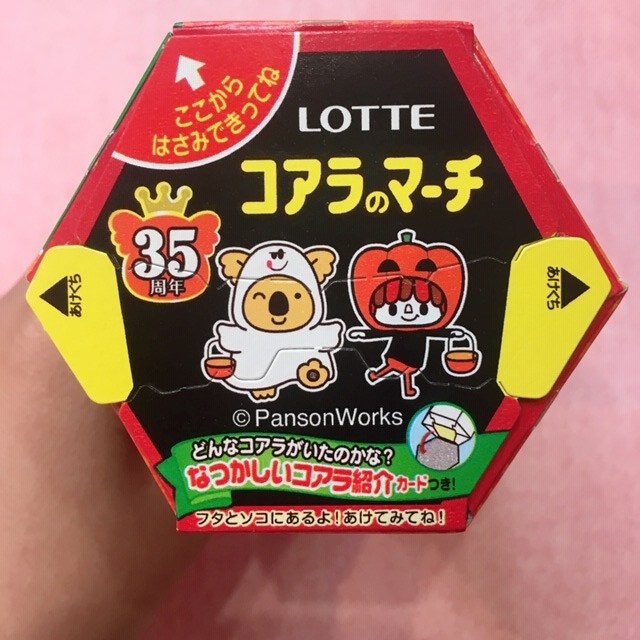 ここから
はさみできってね
LOTTE
コアラのマーチ
35
周年
あけくち
あけくち
© PansonWorks
どんなコアラがいたのかな?
なつかしいコアラ紹介カードつき!
フタとソコにあるよ!あけてみてね!